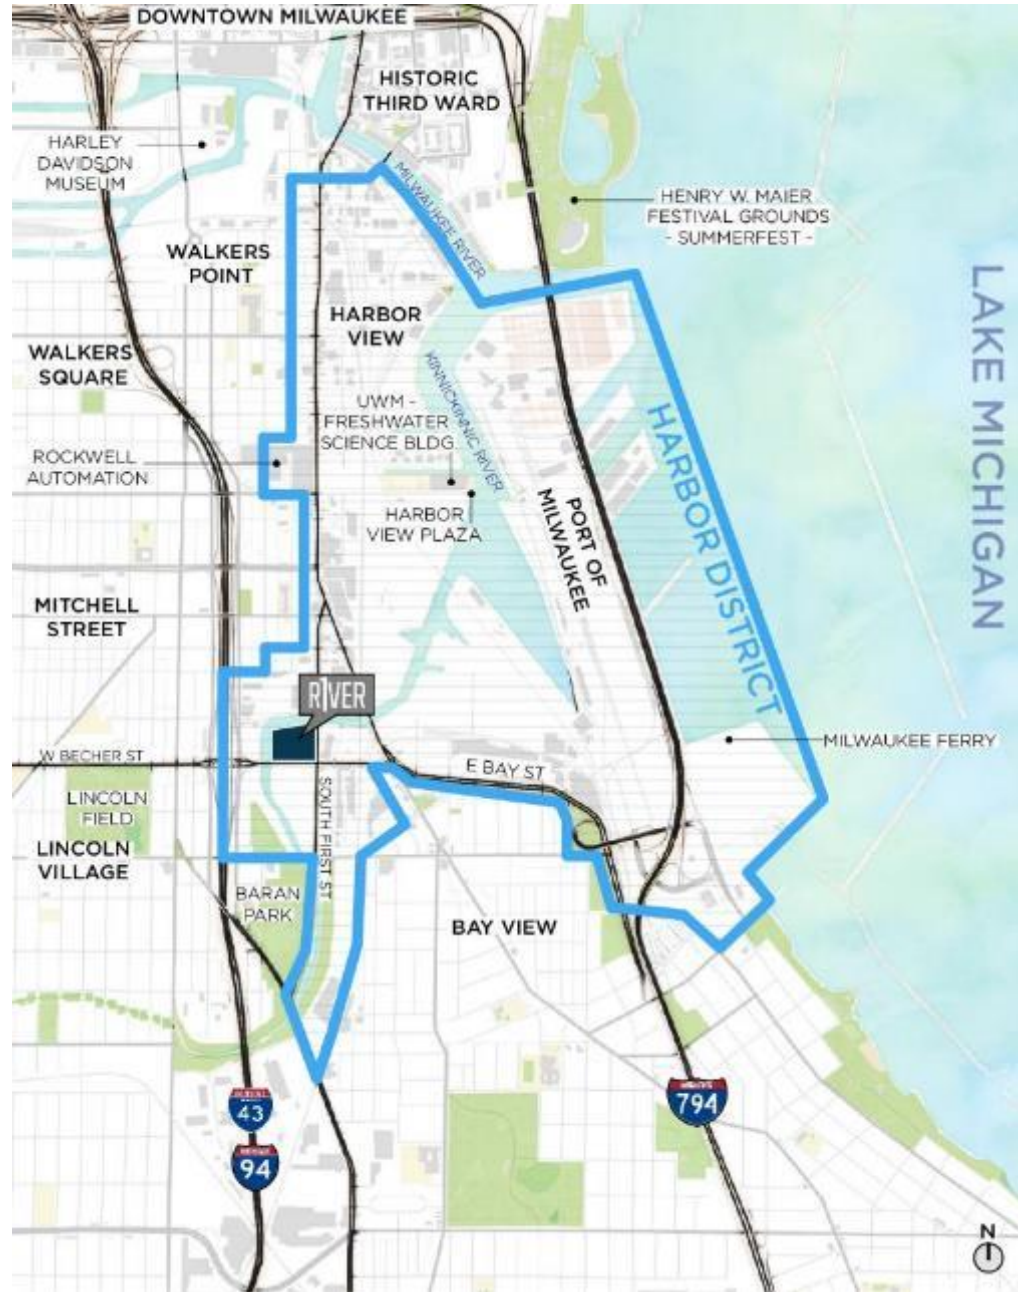 DOWNTOWN MILWAUKEE
HISTORIC
THIRD WARD
HARLEY
DAVIDSON
MUSEUM
MILWAUKEE RIVER
HENRY W. MAIER
FESTIVAL GROUNDS
- SUMMERFEST -
WALKERS
POINT
LAKE MICHIGAN
HARBOR
VIEW
WALKERS
SQUARE
KINNICKINNIC RIVER
UWM -
FRESHWATER
SCIENCE BLDG.
HARBOR DISTRICT
ROCKWELL
AUTOMATION
HARBOR
VIEW PLAZA
PORT OF
MILWAUKEE
MITCHELL
STREET
R1VER
MILWAUKEE FERRY
W BECHER ST
E BAY ST
LINCOLN
FIELD
SOUTH FIRST ST
LINCOLN
VILLAGE
BARAN
PARK
BAY VIEW
43
794
94
N